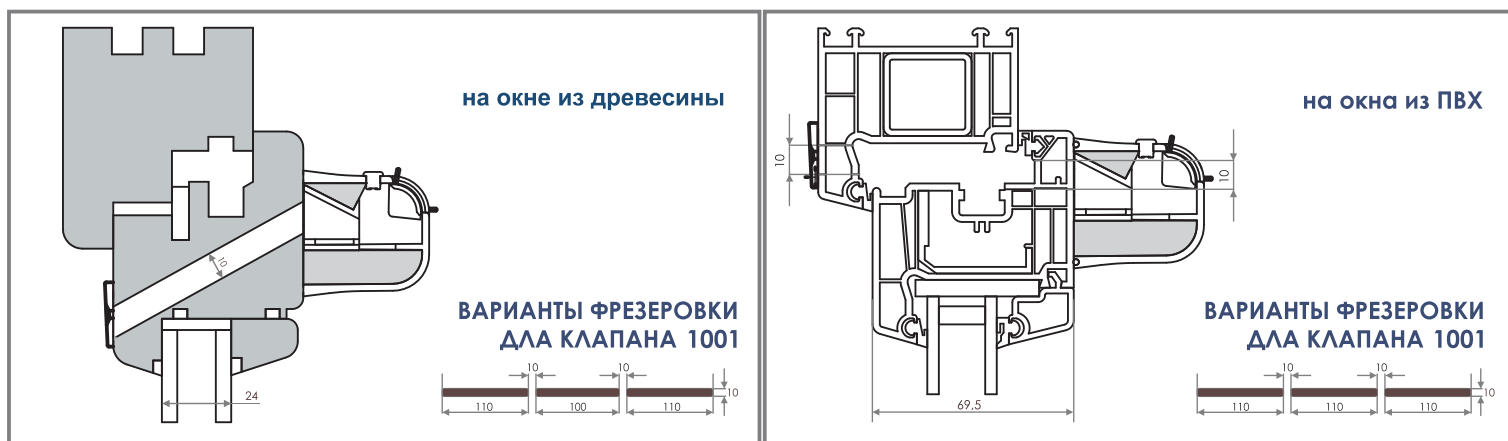 на окне из древесины
10
ВАРИАНТЫ ФРЕЗЕРОВКИ
ДЛА КЛАПАНА 1001
10 10
10
110 100 110
24
на окна из ПВХ
10
10
ВАРИАНТЫ ФРЕЗЕРОВКИ
ДЛА КЛАПАНА 1001
10 10
10
110 110 110
69,5